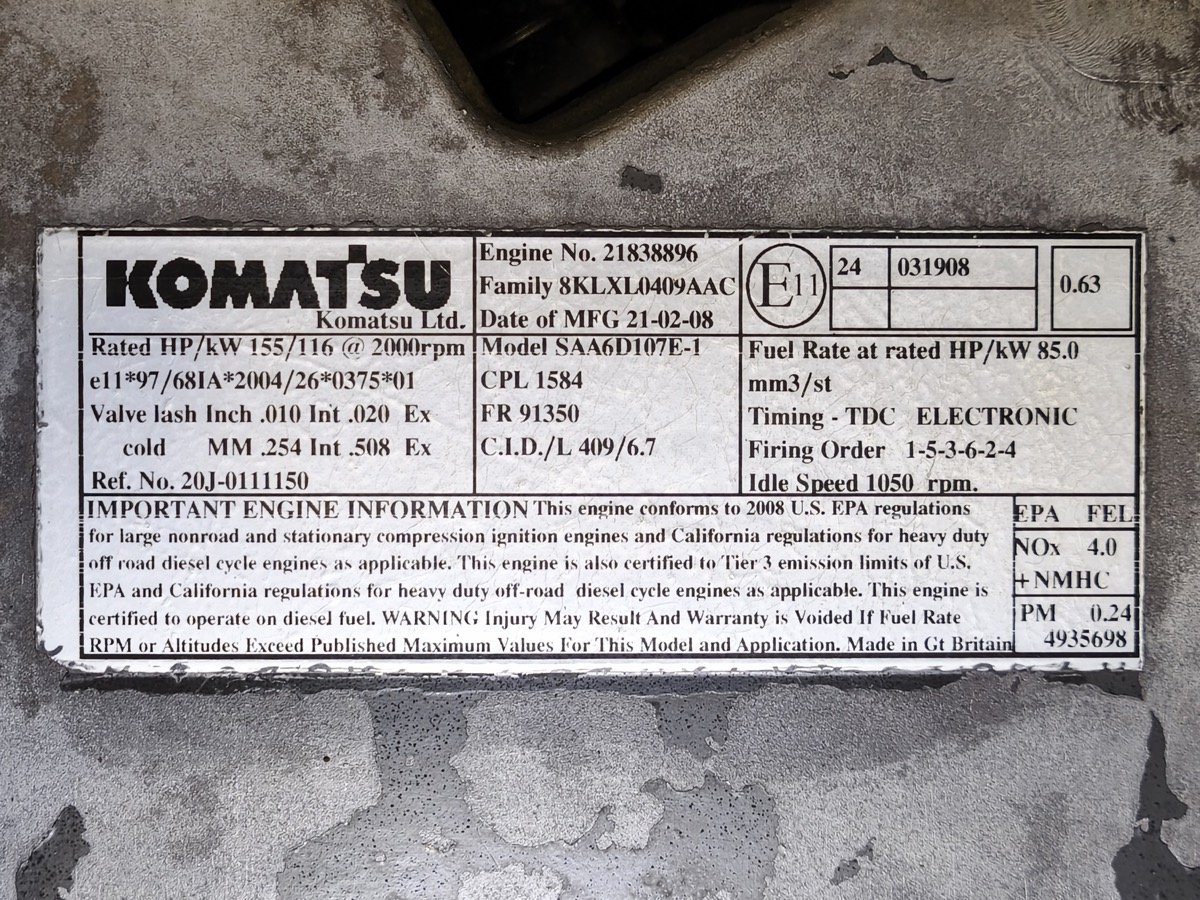 KOMATSU
Komatsu Ltd.
Engine No. 21838896
Family 8KLXL0409AAC
Date of MFG 21-02-08
E11
24 031908
0.63
Rated HP/kW 155/116 @ 2000rpm
e11*97/68IA*2004/26*0375*01
Valve lash Inch .010 Int .020 Ex
cold MM .254 Int .508 Ex
Ref. No. 20J-0111150
Model SAA6D107E-1
CPL 1584
FR 91350
C.I.D./L 409/6.7
Fuel Rate at rated HP/kW 85.0
mm3/st
Timing - TDC ELECTRONIC
Firing Order 1-5-3-6-2-4
Idle Speed 1050 rpm.
IMPORTANT ENGINE INFORMATION This engine conforms to 2008 U.S. EPA regulations
for large nonroad and stationary compression ignition engines and California regulations for heavy duty
off road diesel cycle engines as applicable. This engine is also certified to Tier 3 emission limits of U.S.
EPA and California regulations for heavy duty off-road diesel cycle engines as applicable. This engine is
certified to operate on diesel fuel. WARNING Injury May Result And Warranty is Voided If Fuel Rate
RPM or Altitudes Exceed Published Maximum Values For This Model and Application. Made in Gt Britain
EPA FEL
NOx 4.0
+NMHC
PM 0.24
4935698